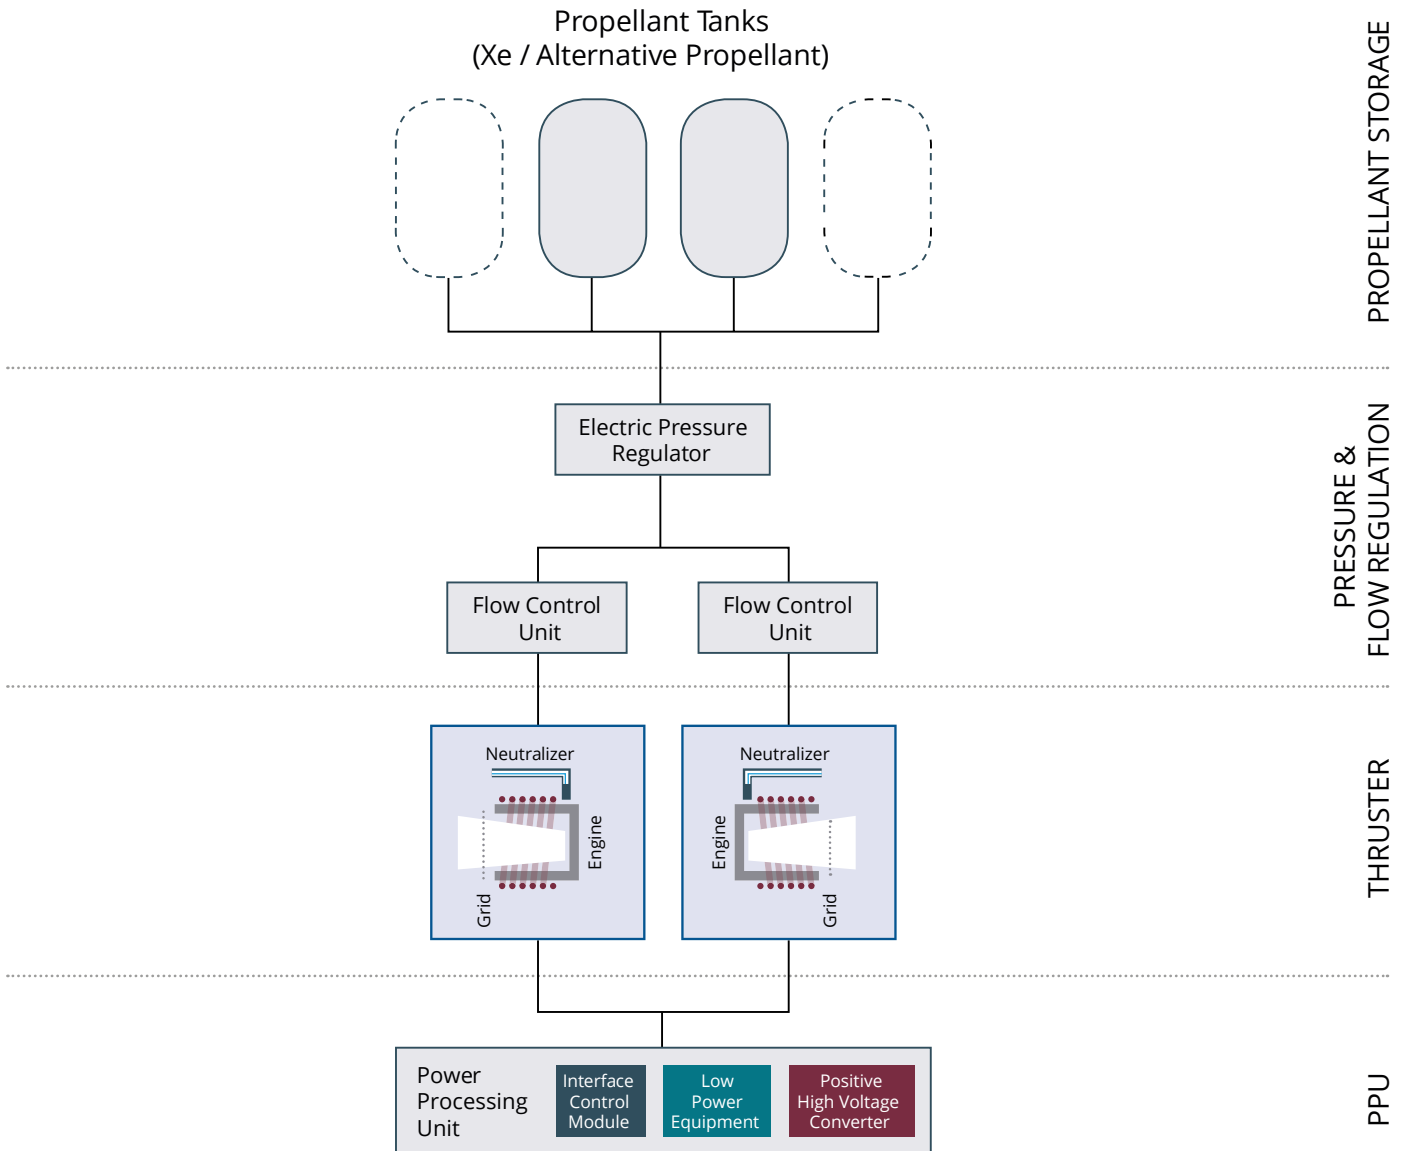 Propellant Tanks
(Xe / Alternative Propellant)
PROPELLANT STORAGE
Electric Pressure
Regulator
PRESSURE &
FLOW REGULATION
Flow Control
Unit
Flow Control
Unit
Neutralizer
Engine
Grid
Neutralizer
Engine
Grid
THRUSTER
Power
Processing
Unit
Interface
Control
Module
Low
Power
Equipment
Positive
High Voltage
Converter
PPU